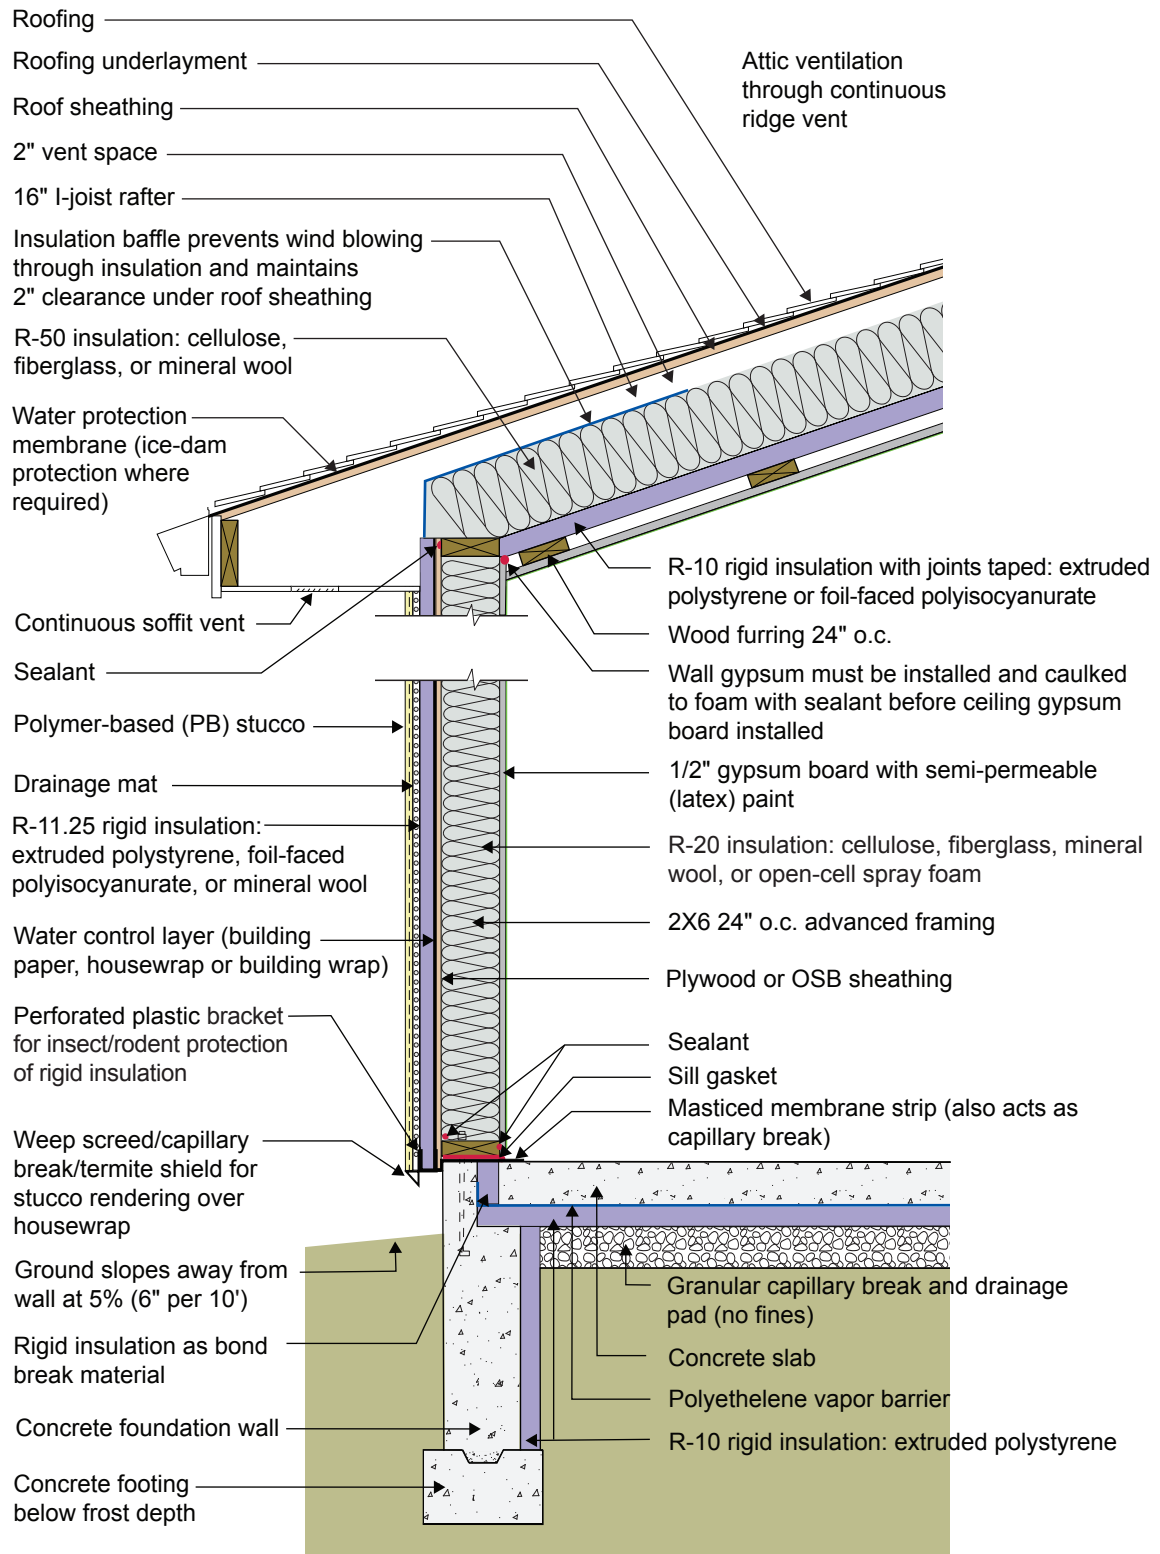 Roofing
Roofing underlayment
Roof sheathing
2" vent space
16" I-joist rafter
Insulation baffle prevents wind blowing
through insulation and maintains
2" clearance under roof sheathing
R-50 insulation: cellulose,
fiberglass, or mineral wool
Water protection
membrane (ice-dam
protection where
required)
Continuous soffit vent
Sealant
Polymer-based (PB) stucco
Drainage mat
R-11.25 rigid insulation:
extruded polystyrene, foil-faced
polyisocyanurate, or mineral wool
Water control layer (building
paper, housewrap or building wrap)
Perforated plastic bracket
for insect/rodent protection
of rigid insulation
Weep screed/capillary
break/termite shield for
stucco rendering over
housewrap
Ground slopes away from
wall at 5% (6" per 10')
Rigid insulation as bond
break material
Concrete foundation wall
Concrete footing
below frost depth
Attic ventilation
through continuous
ridge vent
R-10 rigid insulation with joints taped: extruded
polystyrene or foil-faced polyisocyanurate
Wood furring 24" o.c.
Wall gypsum must be installed and caulked
to foam with sealant before ceiling gypsum
board installed
1/2" gypsum board with semi-permeable
(latex) paint
R-20 insulation: cellulose, fiberglass, mineral
wool, or open-cell spray foam
2X6 24" o.c. advanced framing
Plywood or OSB sheathing
Sealant
Sill gasket
Masticed membrane strip (also acts as
capillary break)
Granular capillary break and drainage
pad (no fines)
Concrete slab
Polyethelene vapor barrier
R-10 rigid insulation: extruded polystyrene